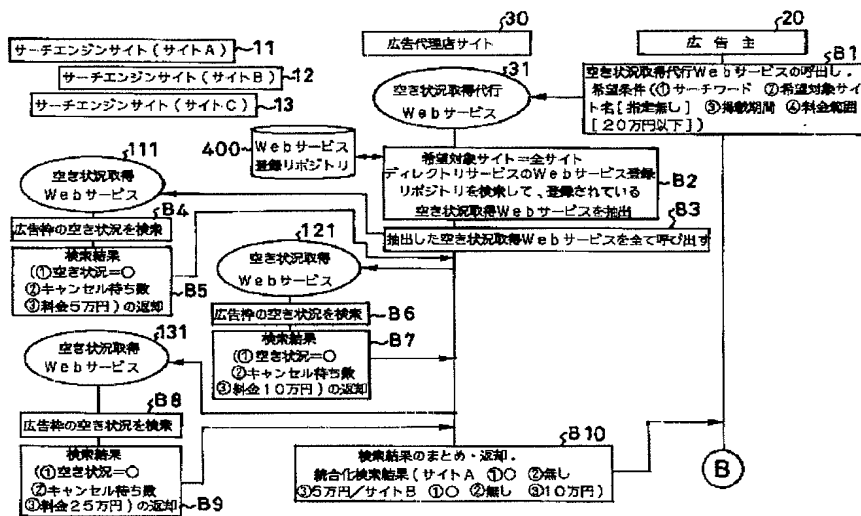 サーチエンジンサイト(サイトA)
11
サーチエンジンサイト(サイトB)
12
サーチエンジンサイト(サイトC)
13
30
広告代理店サイト
31
空き状況取得代行
Webサービス
20
広告主
B1
空き状況取得代行Webサービスの呼出し.
希望条件(①サーチワード ②希望対象サイ
ト名[指定無し] ③掲載期間 ④料金範囲
[20万円以下])
400
Webサービス
登録リポジトリ
希望対象サイト=全サイト
ディレクトリサービスのWebサービス登録
リポジトリを検索して、登録されている
空き状況取得Webサービスを抽出
B2
B3
抽出した空き状況取得Webサービスを全て呼び出す
111
空き状況取得
Webサービス
B4
広告枠の空き状況を検索
検索結果
(①空き状況=○
②キャンセル待ち数
③料金5万円)の返却
B5
121
空き状況取得
Webサービス
B6
広告枠の空き状況を検索
検索結果
(①空き状況=○
②キャンセル待ち数
③料金10万円)の返却
B7
131
空き状況取得
Webサービス
B8
広告枠の空き状況を検索
検索結果
(①空き状況=○
②キャンセル待ち数
③料金25万円)の返却
B9
B10
検索結果のまとめ・返却.
統合化検索結果(サイトA ①○ ②無し
③5万円/サイトB ①○ ②無し ③10万円)
B